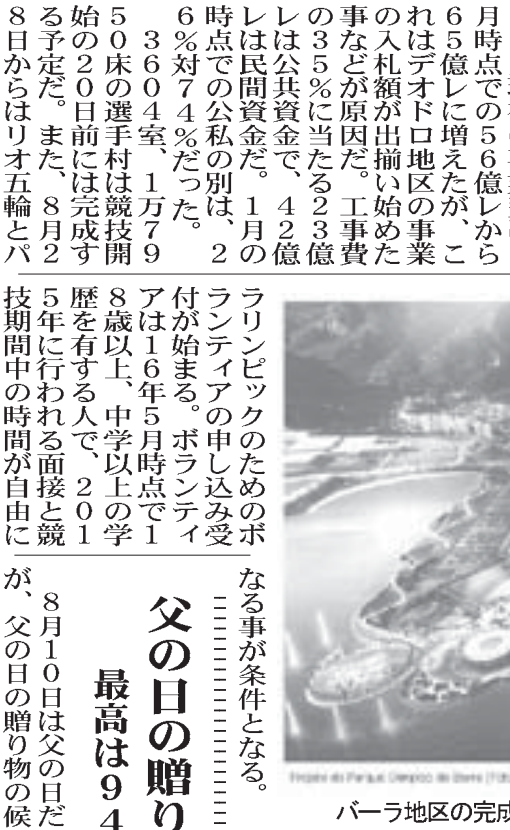 月時点での56億レから
65億レに増えたが、こ
れはデオドロ地区の事業
の入札額が出揃い始めた
事などが原因だ。工事費
の35%に当たる23億
レは公共資金で、42億
レは民間資金だ。1月の
時点での公私の別は、2
6%対74%だった。
3604室、1万79
50床の選手村は競技開
始の20日前には完成す
る予定だ。また、8月2
8日からはリオ五輪とパ
ラリンピックのためのボ
ランティアの申し込み受
付が始まる。ボランティ
アは16年5月時点で1
8歳以上、中学以上の学
歴を有する人で、201
5年に行われる面接と競
技期間中の時間が自由に
なる事が条件となる。
バーラ地区の完成
父の日の贈り
最高は94
8月10日は父の日だ
が、父の日の贈り物の候